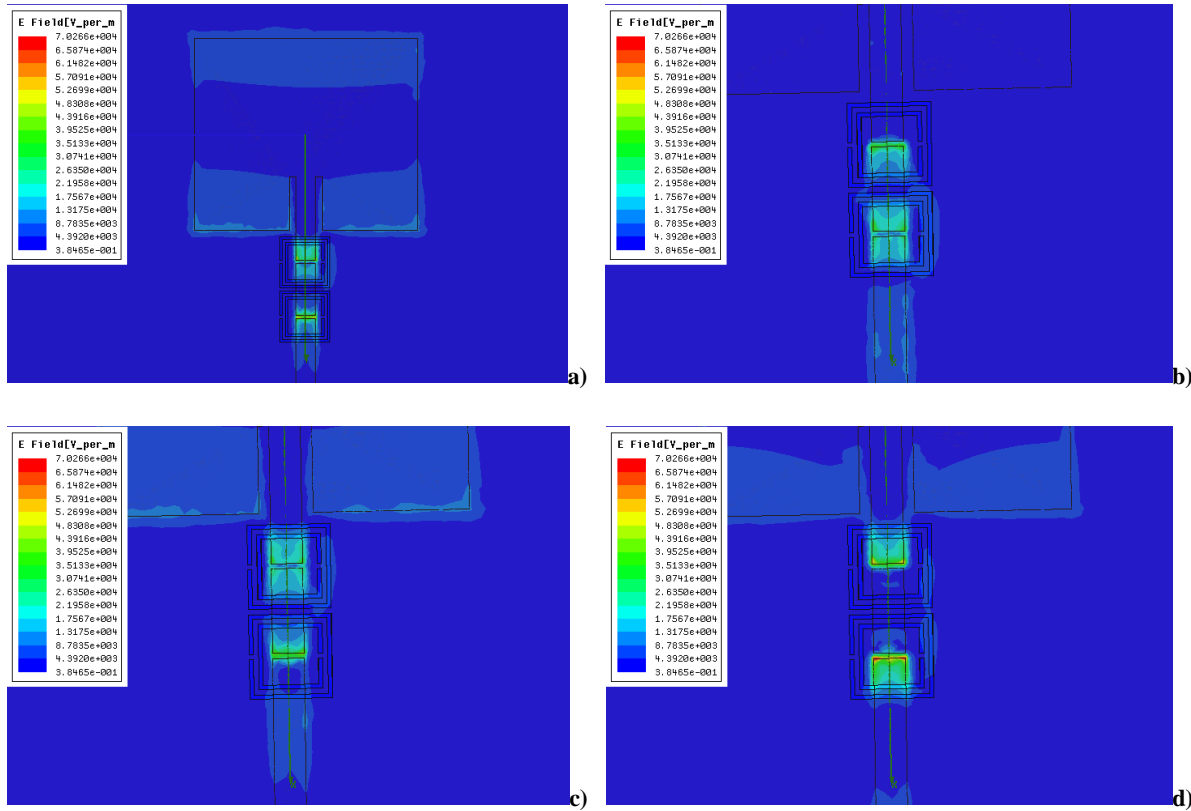 E Field[V_per_m
7.0266e+004
6.5874e+004
6.1482e+004
5.7091e+004
5.2699e+004
4.8308e+004
4.3916e+004
3.9525e+004
3.5133e+004
3.0741e+004
2.6350e+004
2.1958e+004
1.7567e+004
1.3175e+004
8.7835e+003
4.3920e+003
3.8465e-001
a)
E Field[V_per_m
7.0266e+004
6.5874e+004
6.1482e+004
5.7091e+004
5.2699e+004
4.8308e+004
4.3916e+004
3.9525e+004
3.5133e+004
3.0741e+004
2.6350e+004
2.1958e+004
1.7567e+004
1.3175e+004
8.7835e+003
4.3920e+003
3.8465e-001
b)
E Field[V_per_m
7.0266e+004
6.5874e+004
6.1482e+004
5.7091e+004
5.2699e+004
4.8308e+004
4.3916e+004
3.9525e+004
3.5133e+004
3.0741e+004
2.6350e+004
2.1958e+004
1.7567e+004
1.3175e+004
8.7835e+003
4.3920e+003
3.8465e-001
c)
E Field[V_per_m
7.0266e+004
6.5874e+004
6.1482e+004
5.7091e+004
5.2699e+004
4.8308e+004
4.3916e+004
3.9525e+004
3.5133e+004
3.0741e+004
2.6350e+004
2.1958e+004
1.7567e+004
1.3175e+004
8.7835e+003
4.3920e+003
3.8465e-001
d)